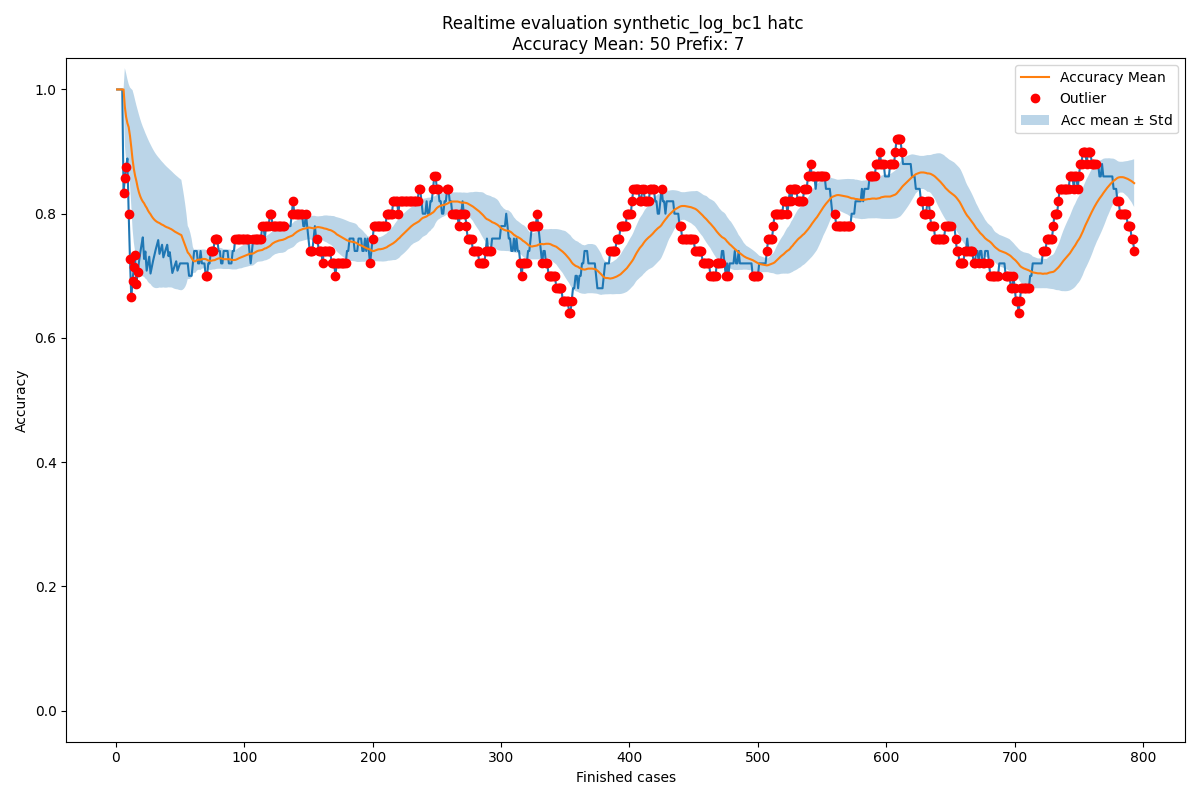 Realtime evaluation synthetic_log_bc1 hatc
Accuracy Mean: 50 Prefix: 7
Accuracy Mean
Outlier
Acc mean ± Std
1.0
0.8
0.6
0.4
0.2
0.0
Accuracy
0 100 200 300 400 500 600 700 800
Finished cases